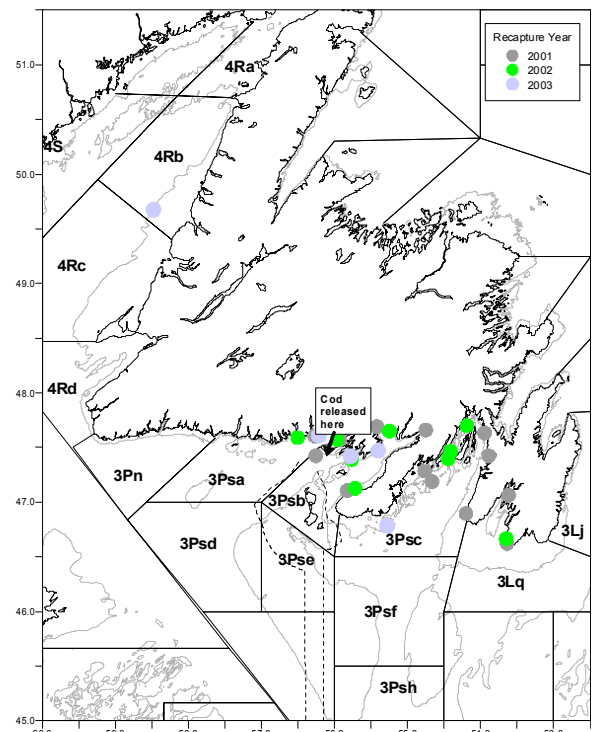 Recapture Year
2001
2002
2003
51.0
4Ra
4S
4Rb
50.0
4Rc
49.0
4Rd
48.0
Cod
released
here
3Pn
3Psa
3Psb
47.0
3Psc
3Lj
3Psd
3Pse
3Lq
46.0
3Psf
3Psh
45.0